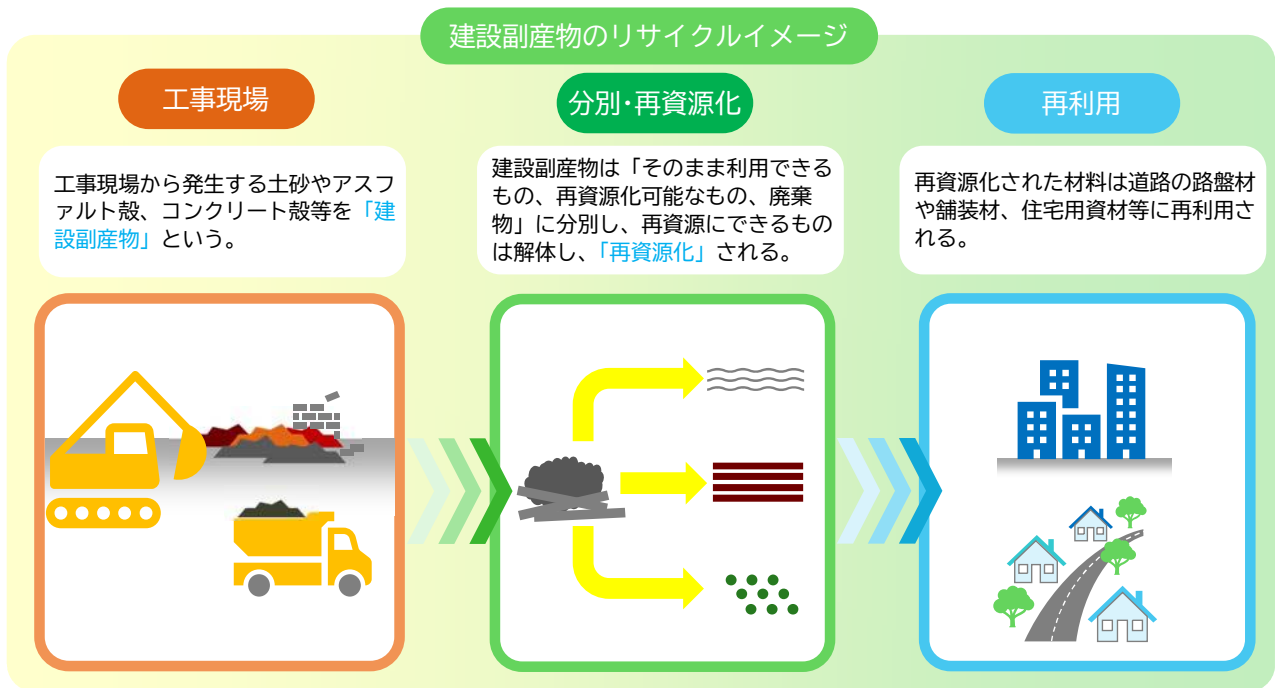 建設副産物のリサイクルイメージ
工事現場
工事現場から発生する土砂やアスフ
ァルト殻、コンクリート殻等を「建
設副産物」という。
分別・再資源化
建設副産物は「そのまま利用できる
もの、再資源化可能なもの、廃棄
物」に分別し、再資源にできるもの
は解体し、「再資源化」される。
再利用
再資源化された材料は道路の路盤材
や舗装材、住宅用資材等に再利用さ
れる。